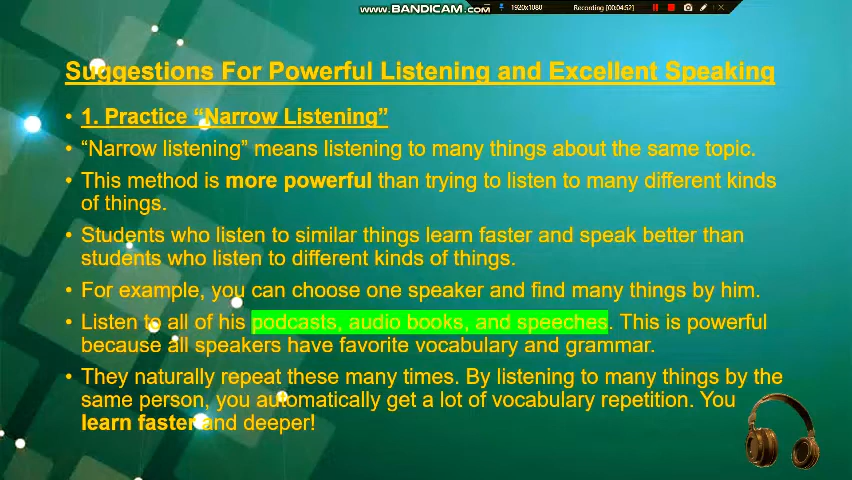 www.BANDICAM.com
1920x1080
Recording [00:04:52]
Suggestions For Powerful Listening and Excellent Speaking
• 1. Practice “Narrow Listening”
• “Narrow listening” means listening to many things about the same topic.
• This method is more powerful than trying to listen to many different kinds
of things.
• Students who listen to similar things learn faster and speak better than
students who listen to different kinds of things.
• For example, you can choose one speaker and find many things by him.
• Listen to all of his podcasts, audio books, and speeches. This is powerful
because all speakers have favorite vocabulary and grammar.
• They naturally repeat these many times. By listening to many things by the
same person, you automatically get a lot of vocabulary repetition. You
learn faster and deeper!